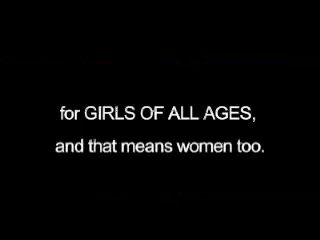 for GIRLS OF ALL AGES,
and that means women too.